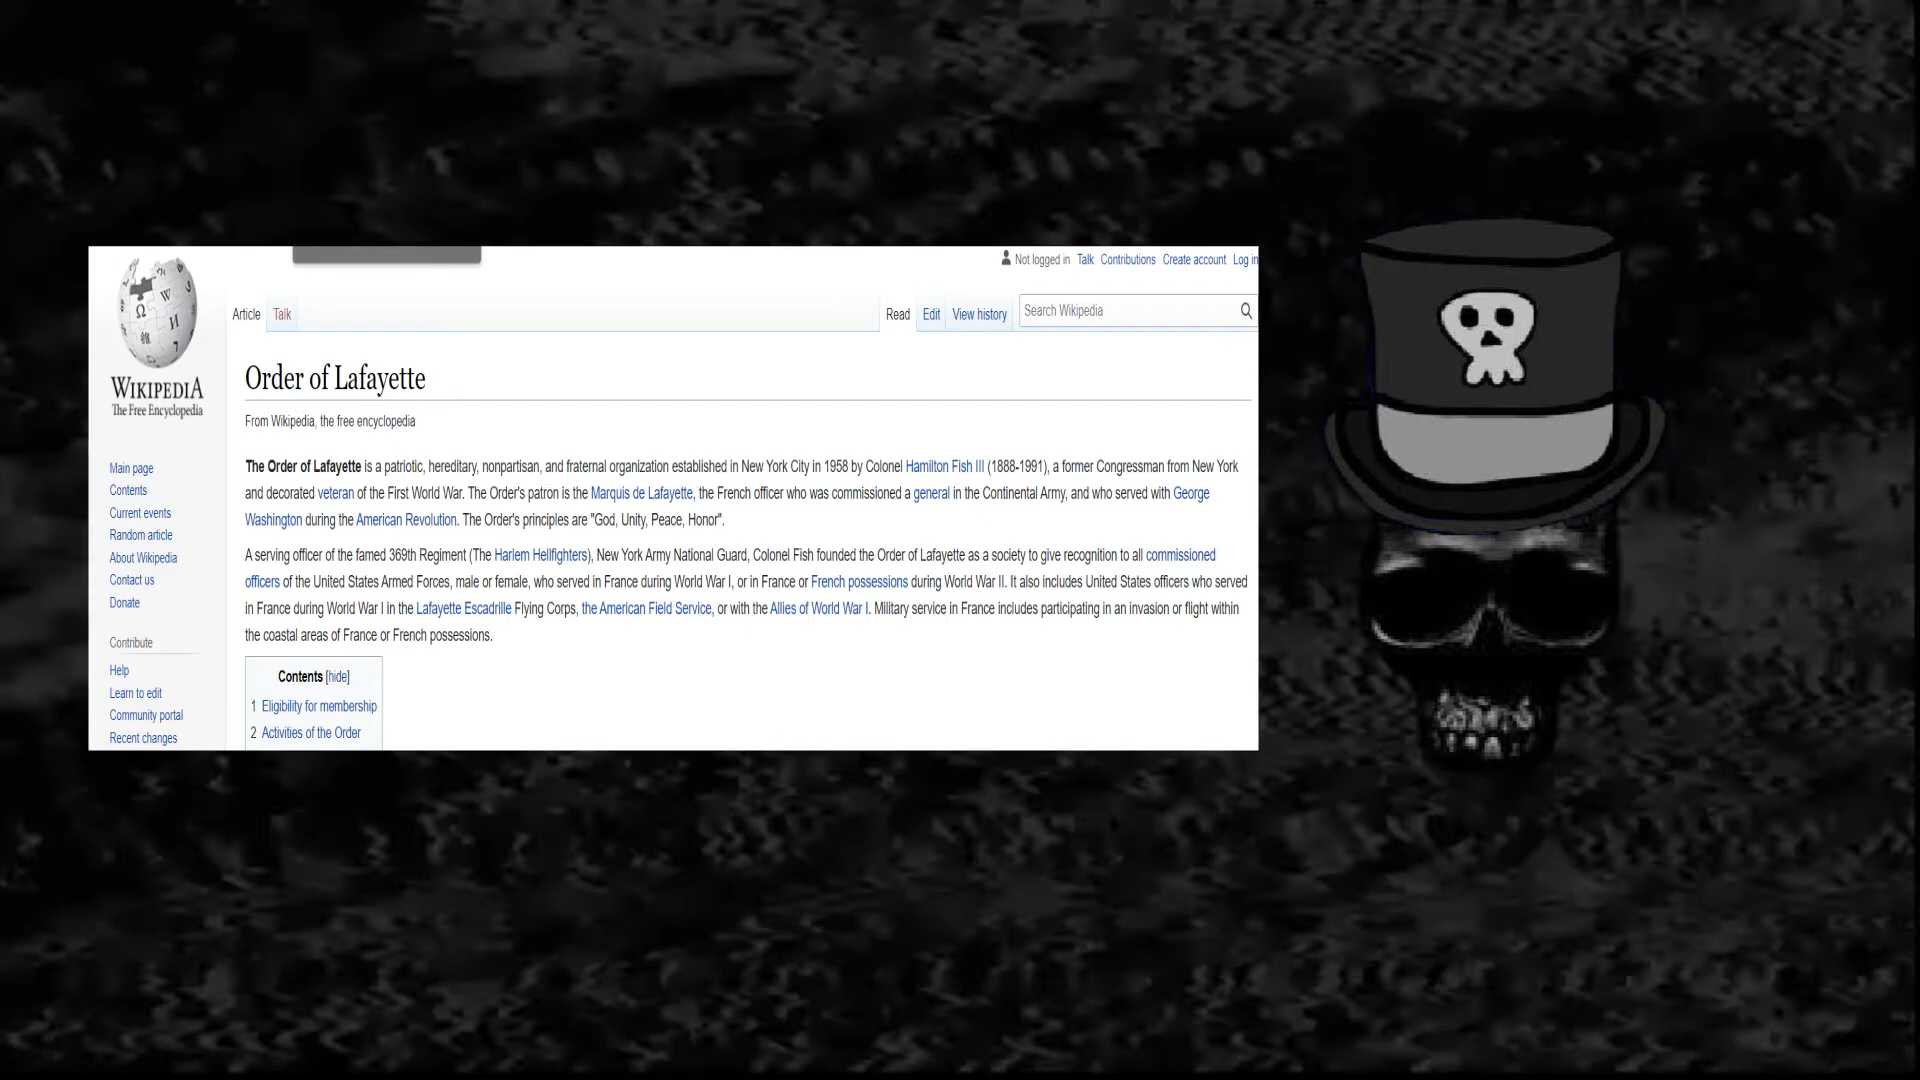 Not logged in Talk Contributions Create account Log in
Article Talk Read Edit View history Search Wikipedia
WIKIPEDIA
The Free Encyclopedia
Order of Lafayette
From Wikipedia, the free encyclopedia
The Order of Lafayette is a patriotic, hereditary, nonpartisan, and fraternal organization established in New York City in 1958 by Colonel Hamilton Fish III (1888-1991), a former Congressman from New York
and decorated veteran of the First World War. The Order's patron is the Marquis de Lafayette, the French officer who was commissioned a general in the Continental Army, and who served with George
Washington during the American Revolution. The Order's principles are "God, Unity, Peace, Honor".
A serving officer of the famed 369th Regiment (The Harlem Hellfighters), New York Army National Guard, Colonel Fish founded the Order of Lafayette as a society to give recognition to all commissioned
officers of the United States Armed Forces, male or female, who served in France during World War I, or in France or French possessions during World War II. It also includes United States officers who served
in France during World War I in the Lafayette Escadrille Flying Corps, the American Field Service, or with the Allies of World War I. Military service in France includes participating in an invasion or flight within
the coastal areas of France or French possessions.
Contents [hide]
1 Eligibility for membership
2 Activities of the Order
Main page
Contents
Current events
Random article
About Wikipedia
Contact us
Donate
Contribute
Help
Learn to edit
Community portal
Recent changes